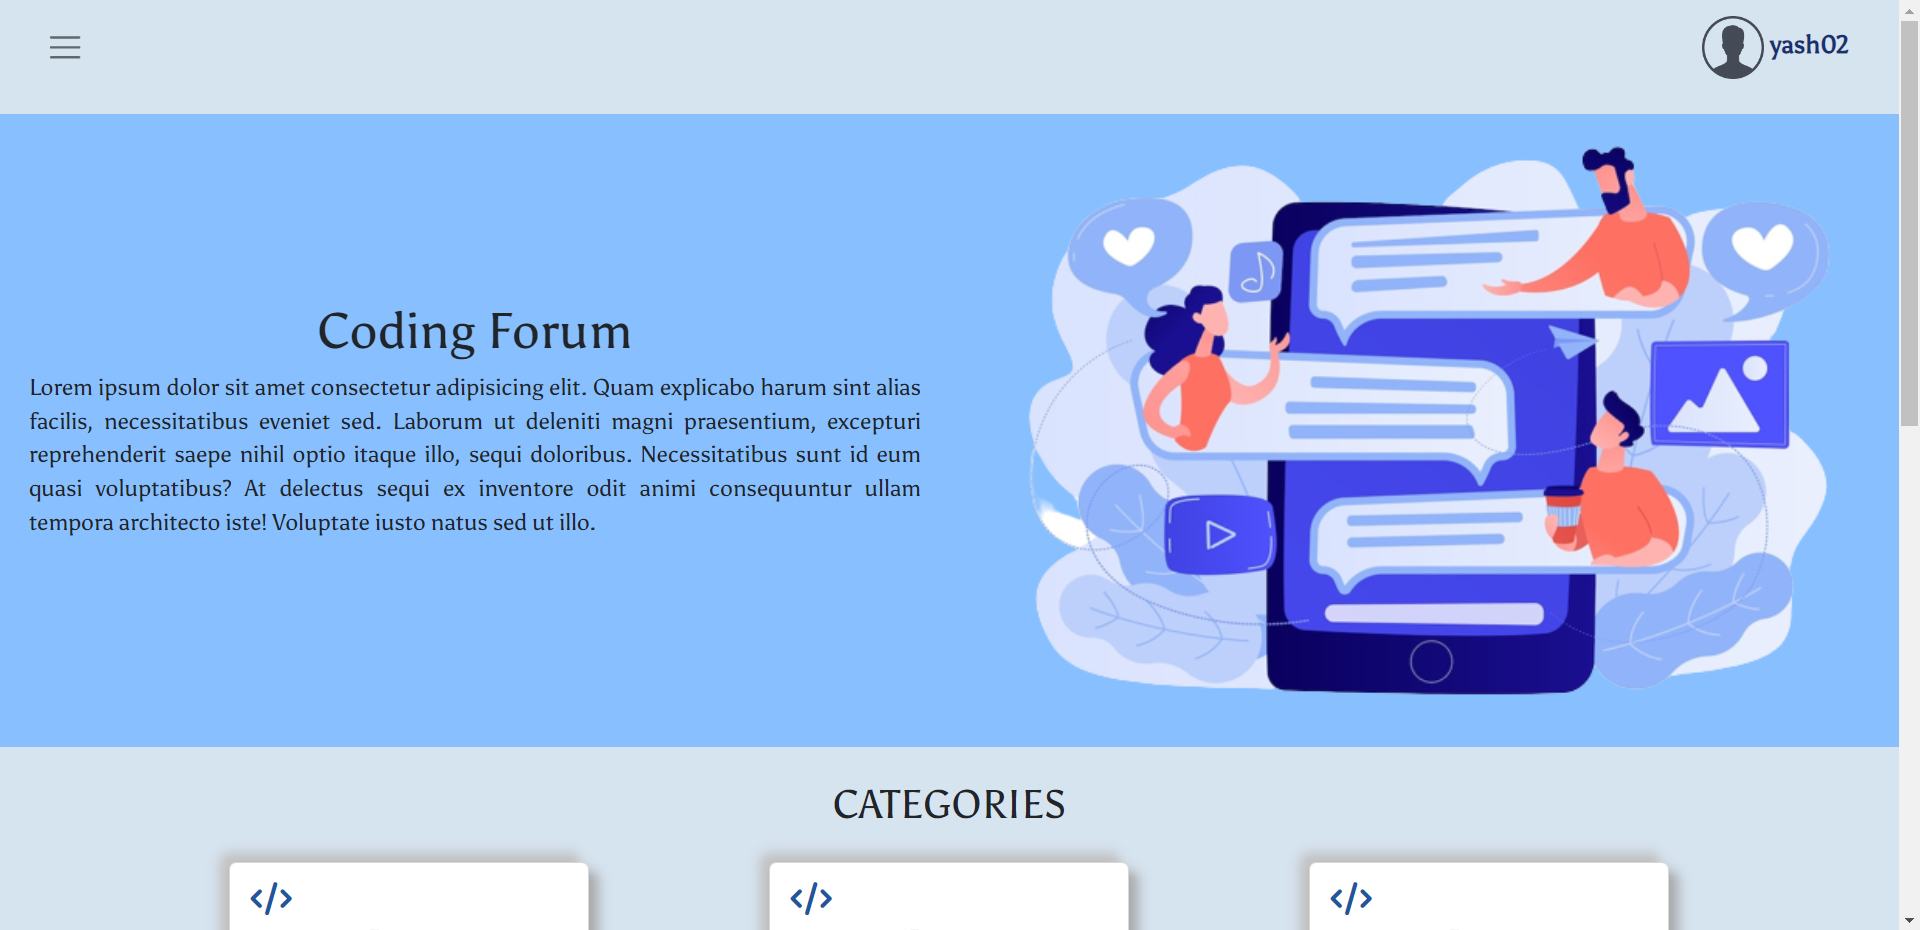 yash02
Coding Forum
Lorem ipsum dolor sit amet consectetur adipisicing elit. Quam explicabo harum sint alias
facilis, necessitatibus eveniet sed. Laborum ut deleniti magni praesentium, excepturi
reprehenderit saepe nihil optio itaque illo, sequi doloribus. Necessitatibus sunt id eum
quasi voluptatibus? At delectus sequi ex inventore odit animi consequuntur ullam
tempora architecto iste! Voluptate iusto natus sed ut illo.
CATEGORIES